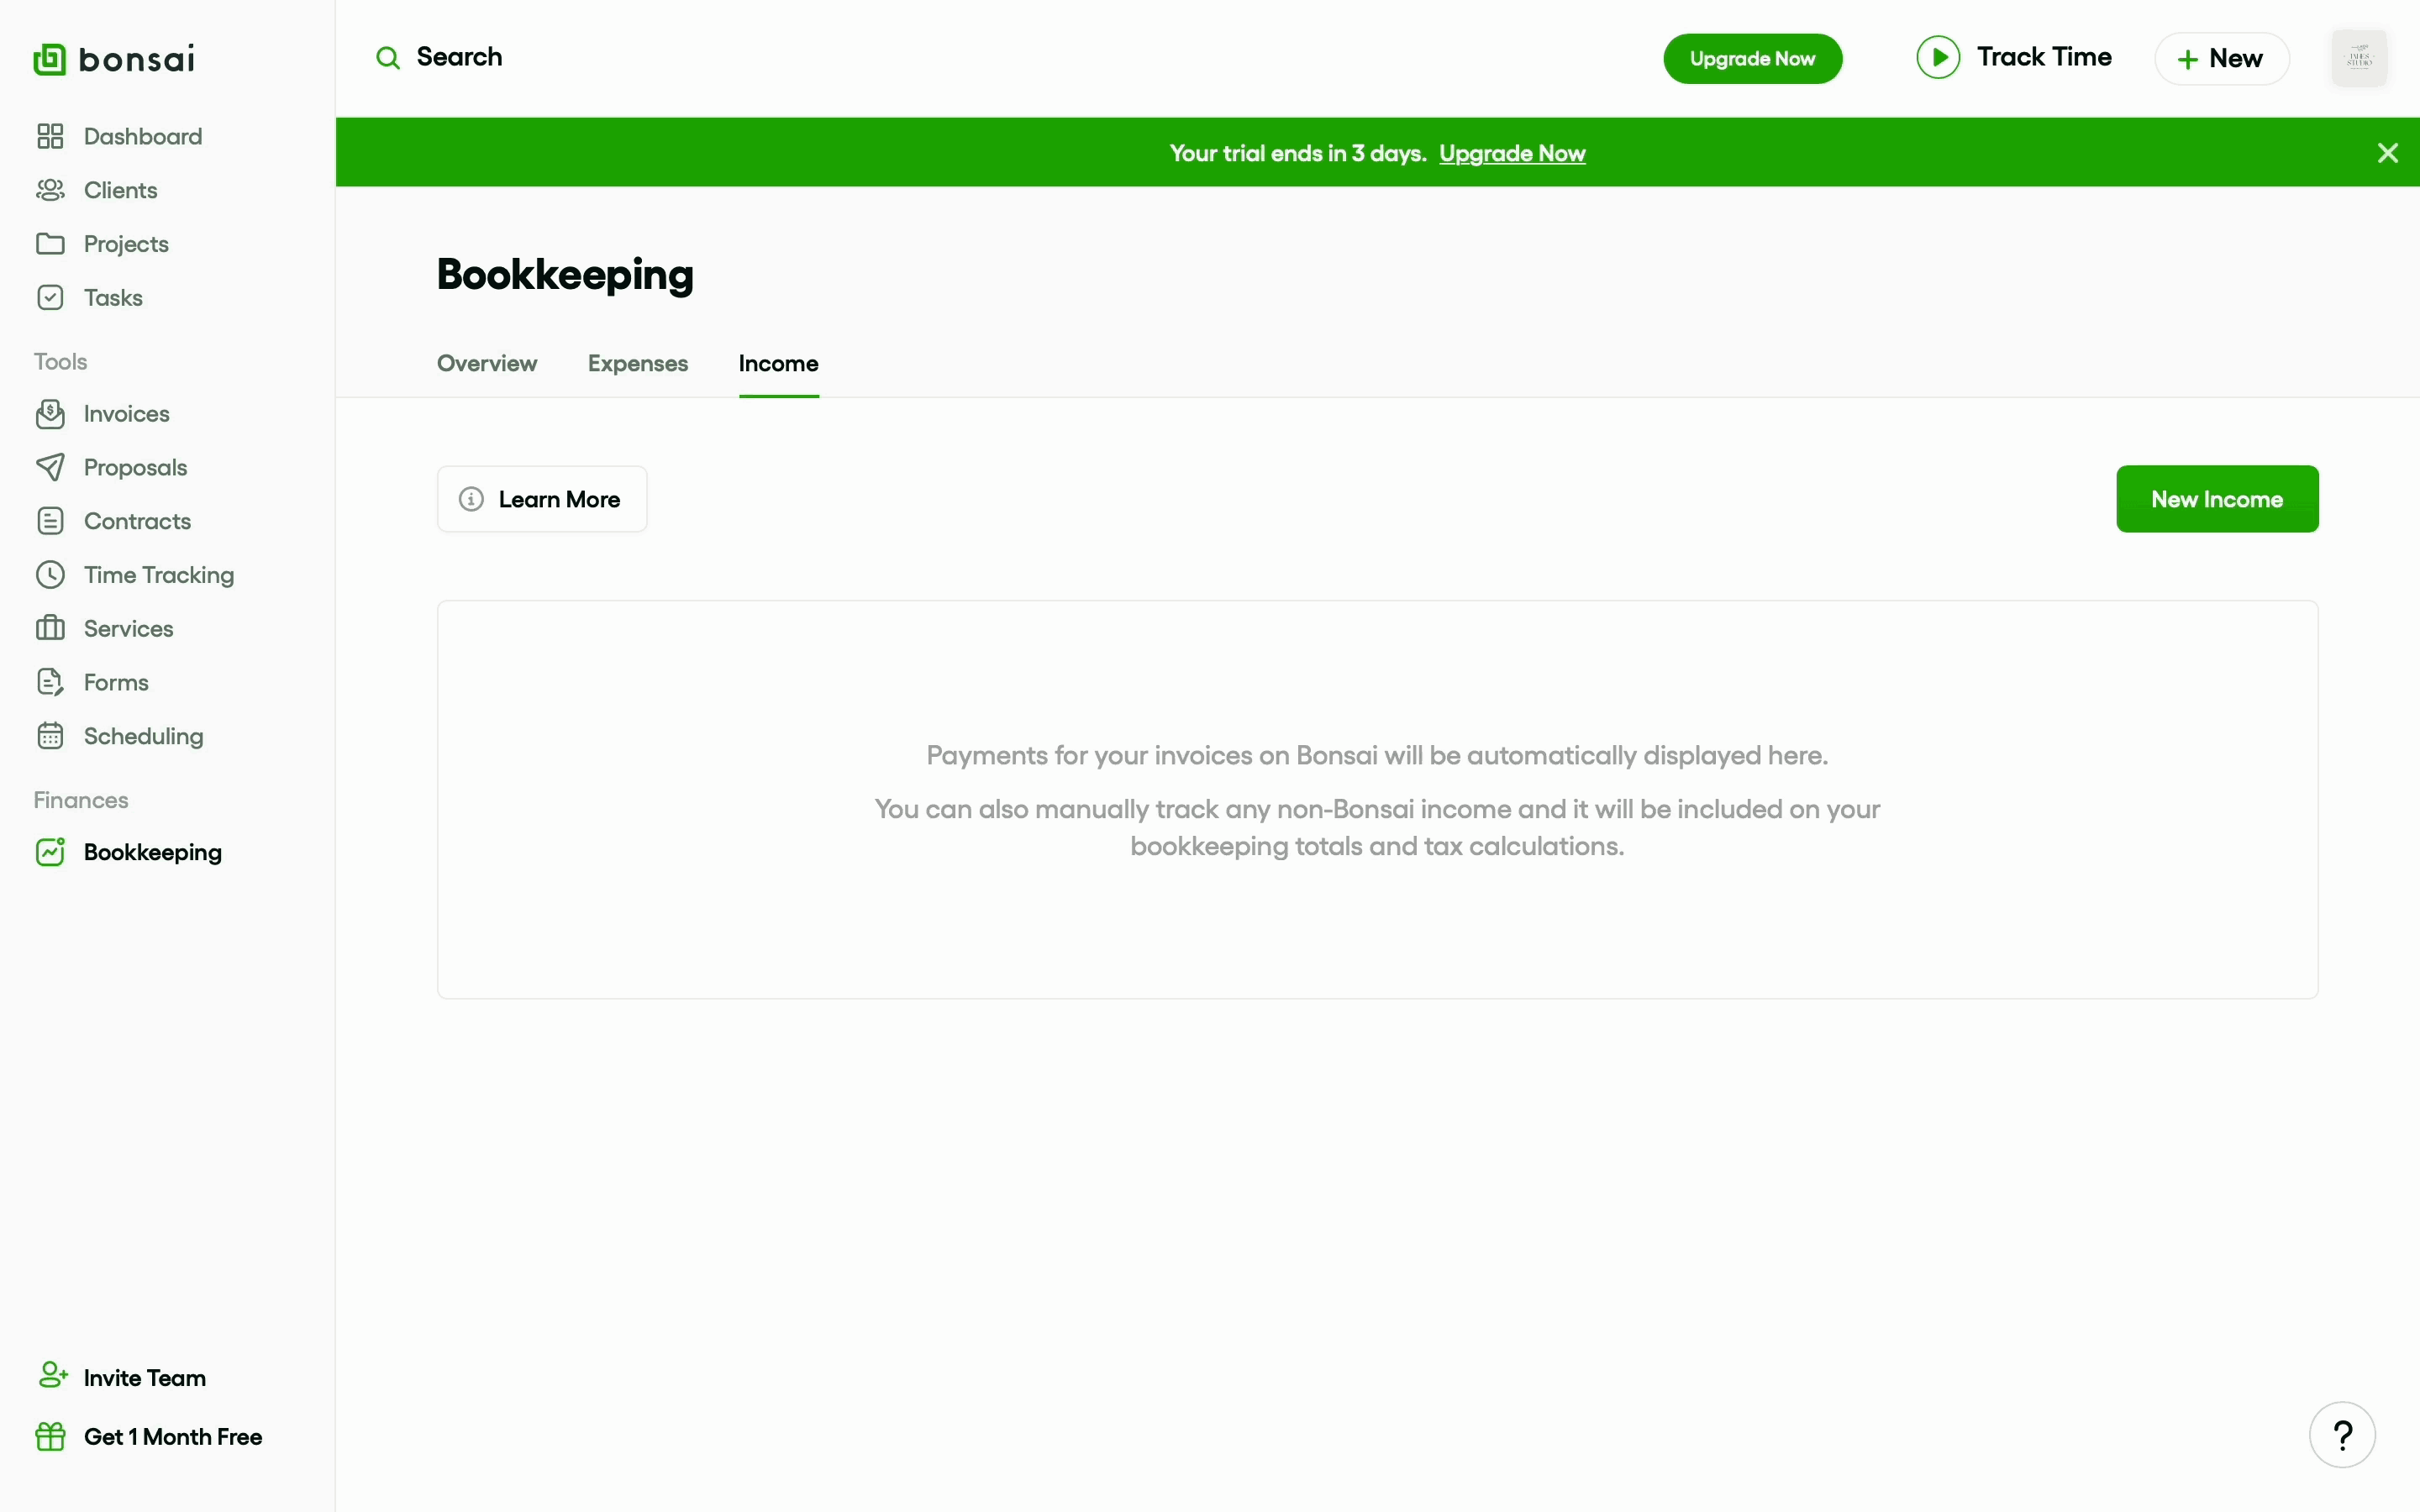 bonsai
Search
Upgrade Now
Track Time
New
Your trial ends in 3 days. Upgrade Now
Dashboard
Clients
Projects
Tasks
Tools
Invoices
Proposals
Contracts
Time Tracking
Services
Forms
Scheduling
Finances
Bookkeeping
Invite Team
Get 1 Month Free
Bookkeeping
Overview
Expenses
Income
Learn More
New Income
Payments for your invoices on Bonsai will be automatically displayed here.
You can also manually track any non-Bonsai income and it will be included on your
bookkeeping totals and tax calculations.
?